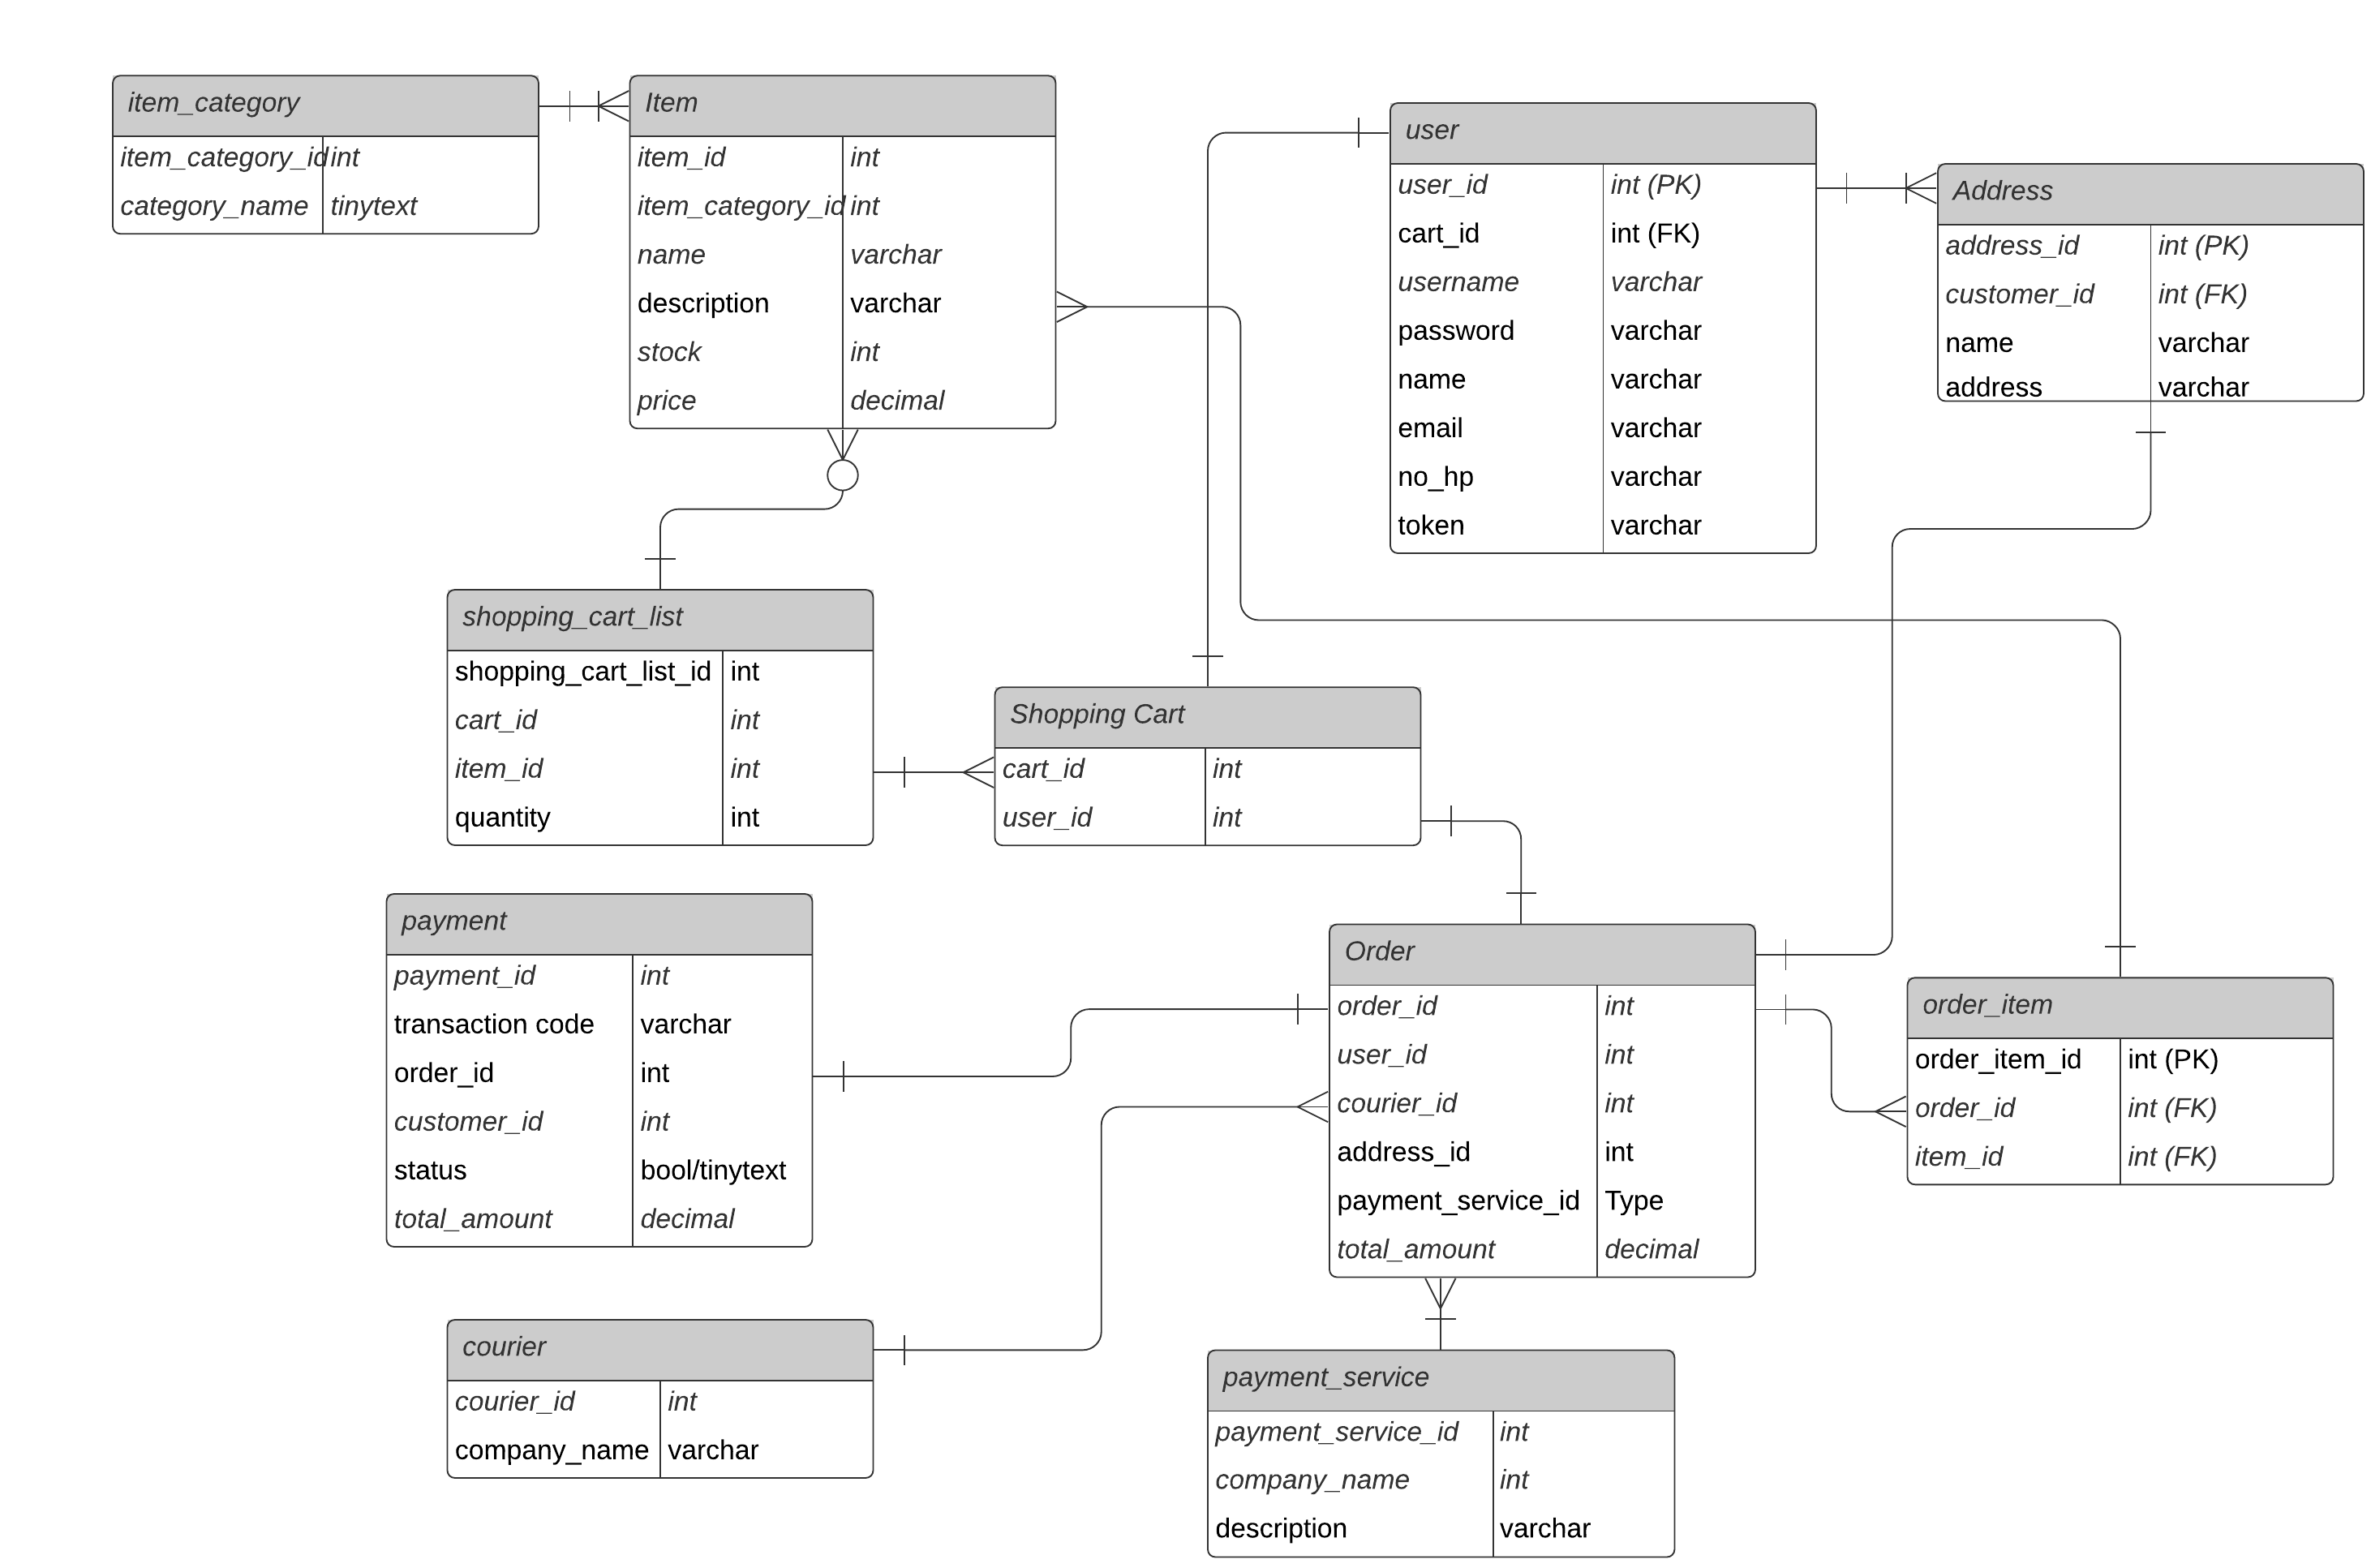 item_category
item_category_id int
category_name tinytext
Item
item_id int
item_category_id int
name varchar
description varchar
stock int
price decimal
user
user_id int (PK)
cart_id int (FK)
username varchar
password varchar
name varchar
email varchar
no_hp varchar
token varchar
Address
address_id int (PK)
customer_id int (FK)
name varchar
address varchar
shopping_cart_list
shopping_cart_list_id int
cart_id int
item_id int
quantity int
Shopping Cart
cart_id int
user_id int
payment
payment_id int
transaction code varchar
order_id int
customer_id int
status bool/tinytext
total_amount decimal
Order
order_id int
user_id int
courier_id int
address_id int
payment_service_id Type
total_amount decimal
order_item
order_item_id int (PK)
order_id int (FK)
item_id int (FK)
courier
courier_id int
company_name varchar
payment_service
payment_service_id int
company_name int
description varchar